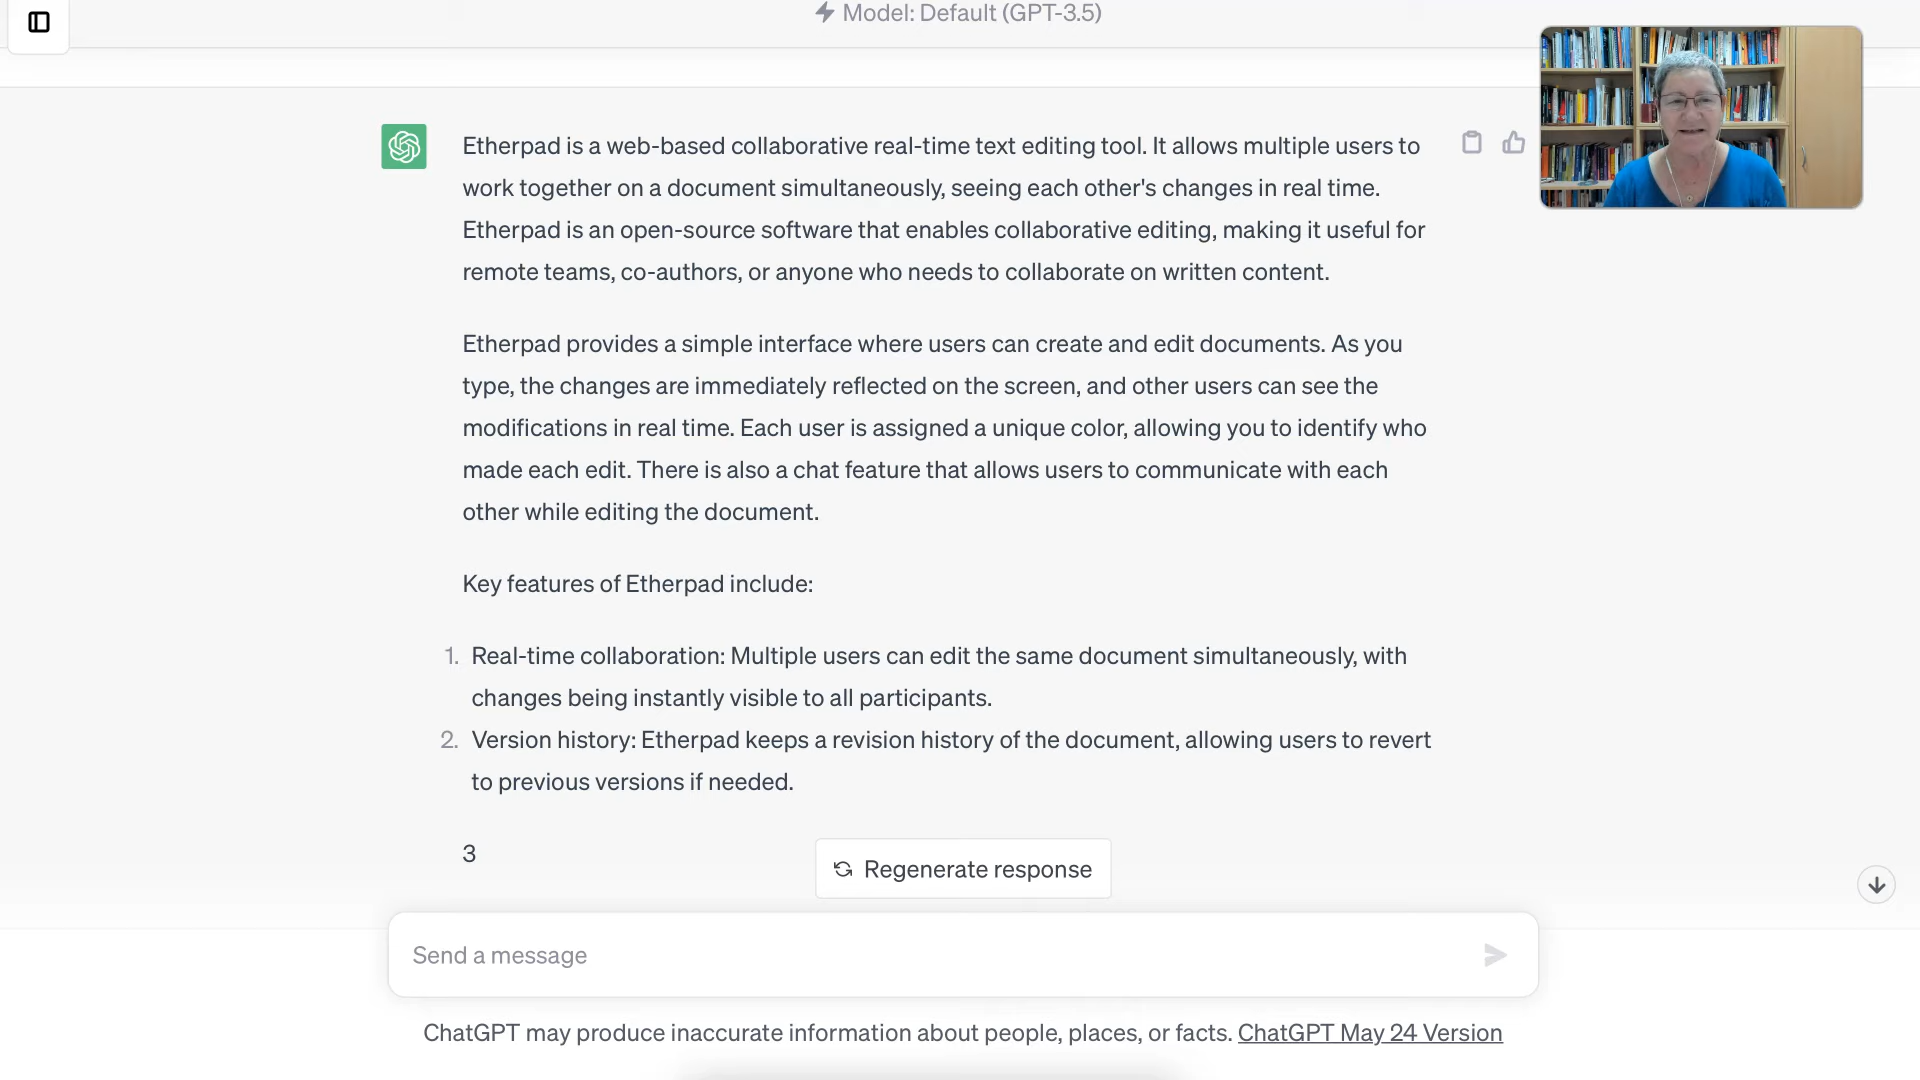 Model: Default (GPT-3.5)
Etherpad is a web-based collaborative real-time text editing tool. It allows multiple users to
work together on a document simultaneously, seeing each other's changes in real time.
Etherpad is an open-source software that enables collaborative editing, making it useful for
remote teams, co-authors, or anyone who needs to collaborate on written content.
Etherpad provides a simple interface where users can create and edit documents. As you
type, the changes are immediately reflected on the screen, and other users can see the
modifications in real time. Each user is assigned a unique color, allowing you to identify who
made each edit. There is also a chat feature that allows users to communicate with each
other while editing the document.
Key features of Etherpad include:
1. Real-time collaboration: Multiple users can edit the same document simultaneously, with
changes being instantly visible to all participants.
2. Version history: Etherpad keeps a revision history of the document, allowing users to revert
to previous versions if needed.
3
Regenerate response
Send a message
ChatGPT may produce inaccurate information about people, places, or facts. ChatGPT May 24 Version